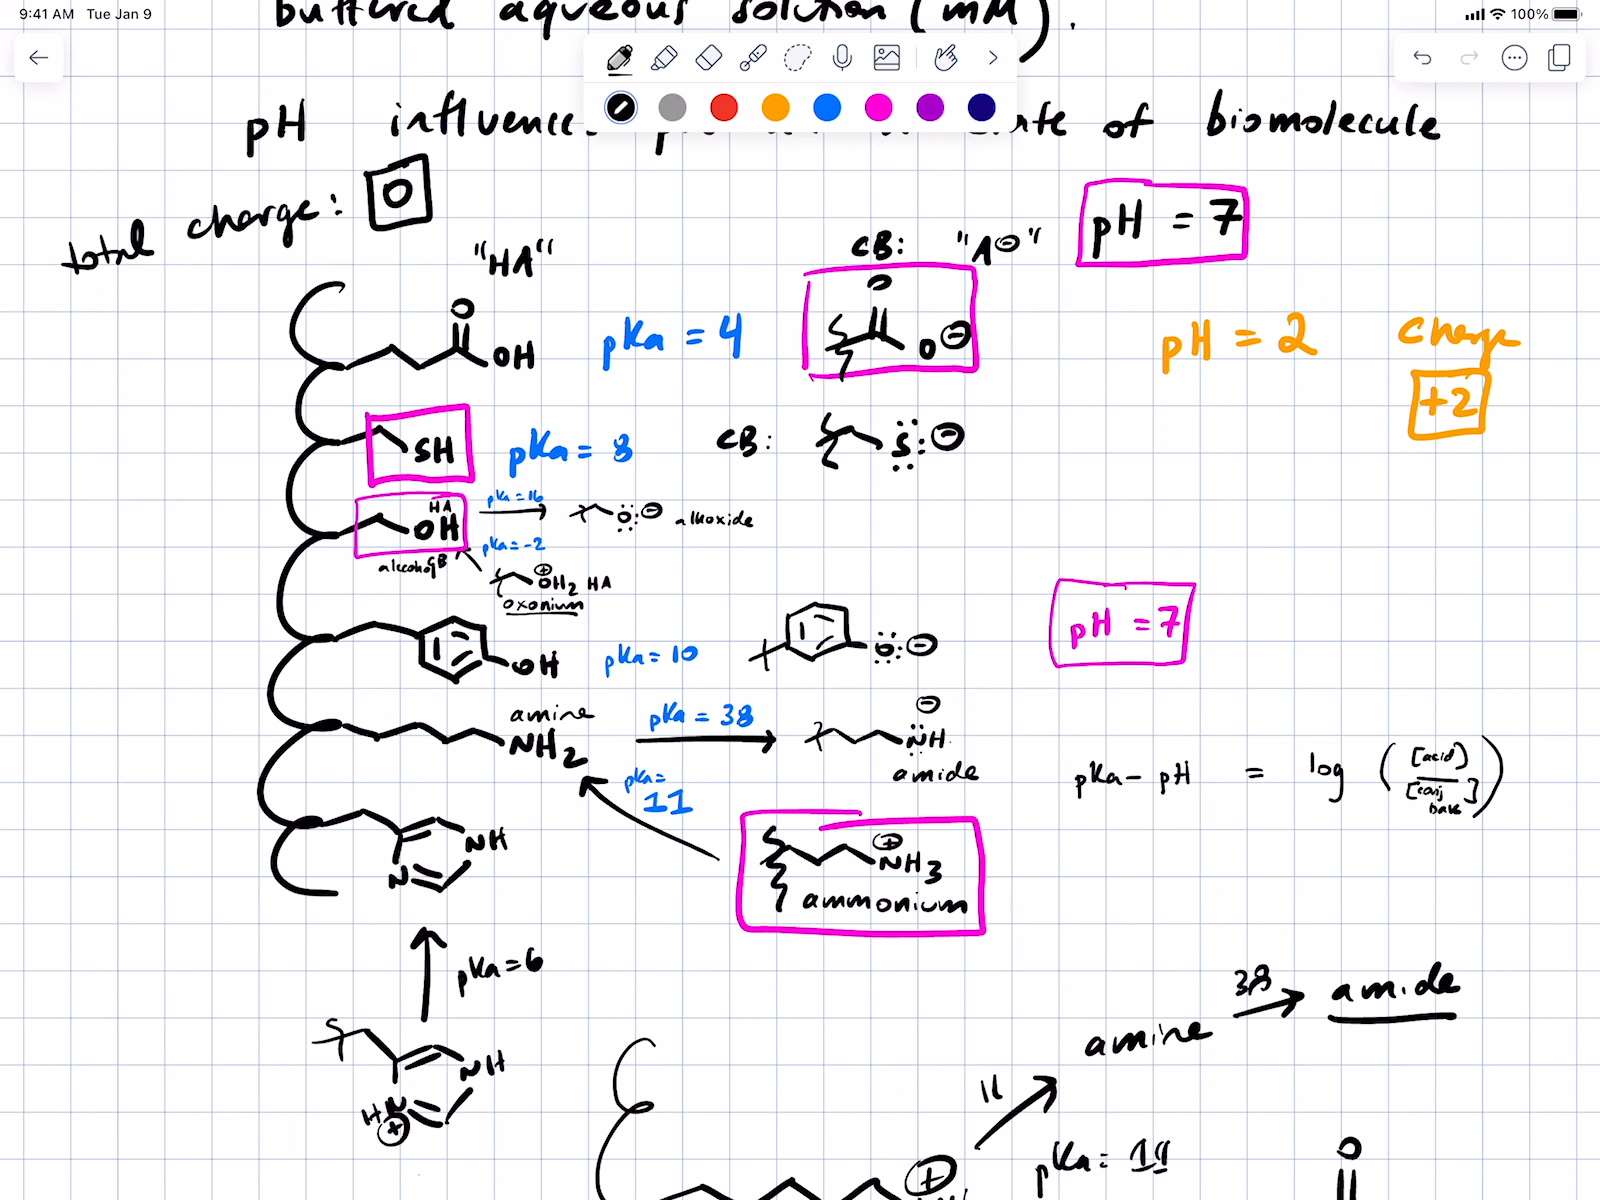 9:41 AM Tue Jan 9
100%
buffered aqueous solution (mM).
pH influences of biomolecule
total charge: 0
pH = 7
"HA"
CB: "A⊖"
O
OH
pKa = 4
O
O⊖
pH = 2
charge
+2
SH
pKa = 8
CB:
S⊖
HA
OH
pKa = 16
O⊖
alkoxide
pKa = -2
alcohol
CB
⊕
OH2 HA
oxonium
OH
pKa = 10
O⊖
pH = 7
amine
NH2
pKa = 38
⊖
NH
amide
pKa =
11
pKa - pH = log ([acid]/[conj base])
NH
N
⊕
NH3
ammonium
pKa = 6
38
amide
amine
NH
HN
⊕
11
pKa = 11
O
⊕